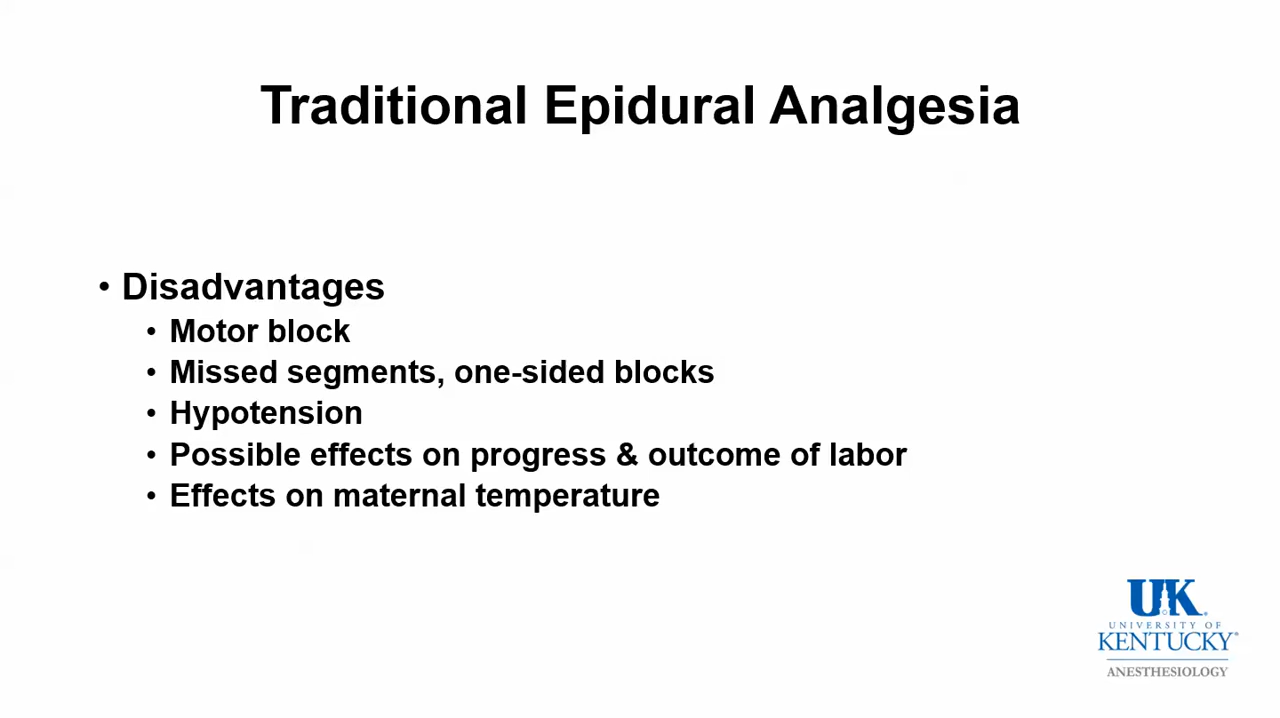 Traditional Epidural Analgesia
• Disadvantages
• Motor block
• Missed segments, one-sided blocks
• Hypotension
• Possible effects on progress & outcome of labor
• Effects on maternal temperature
UK
UNIVERSITY OF
KENTUCKY®
ANESTHESIOLOGY